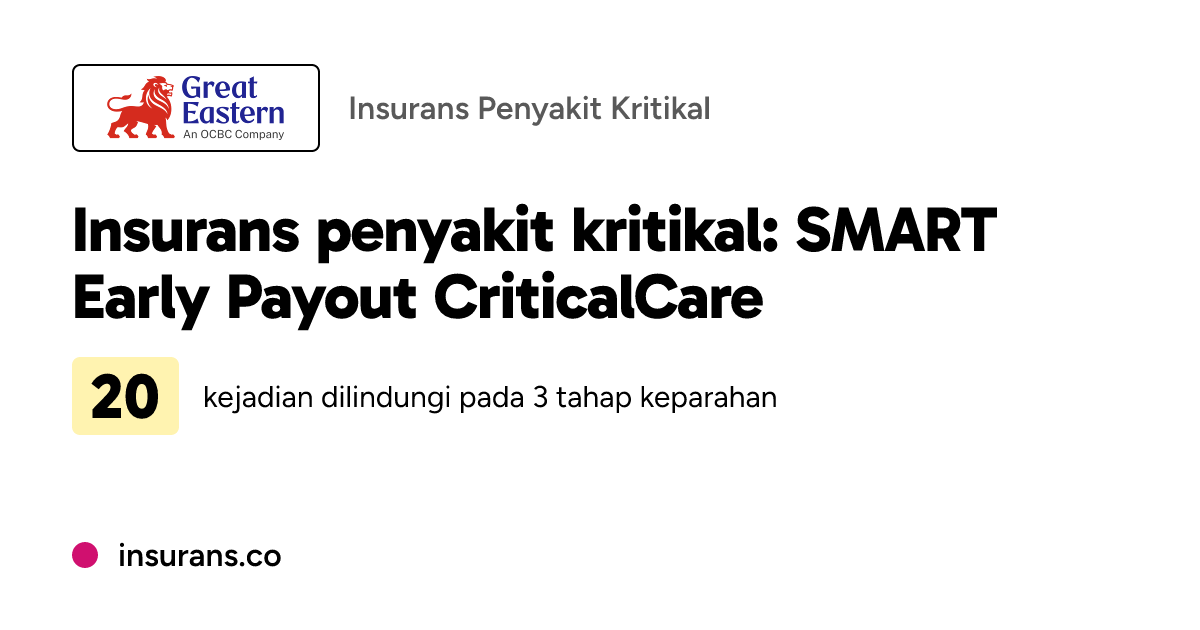 Great
Eastern
An OCBC Company
Insurans Penyakit Kritikal
Insurans penyakit kritikal: SMART
Early Payout CriticalCare
20
kejadian dilindungi pada 3 tahap keparahan
insurans.co